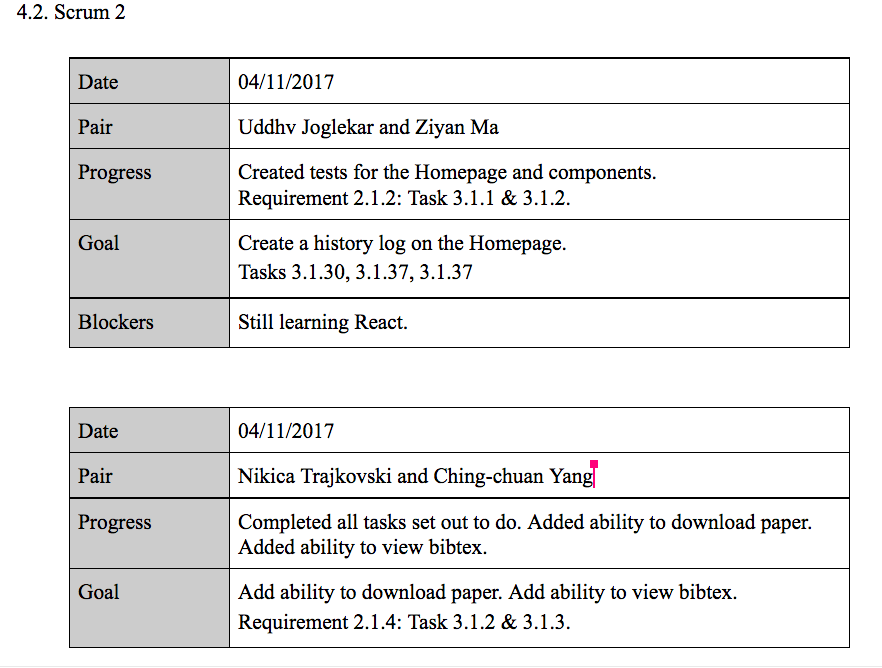 4.2. Scrum 2
Date 04/11/2017
Pair Uddhv Joglekar and Ziyan Ma
Progress Created tests for the Homepage and components.
Requirement 2.1.2: Task 3.1.1 & 3.1.2.
Goal Create a history log on the Homepage.
Tasks 3.1.30, 3.1.37, 3.1.37
Blockers Still learning React.
Date 04/11/2017
Pair Nikica Trajkovski and Ching-chuan Yang
Progress Completed all tasks set out to do. Added ability to download paper.
Added ability to view bibtex.
Goal Add ability to download paper. Add ability to view bibtex.
Requirement 2.1.4: Task 3.1.2 & 3.1.3.